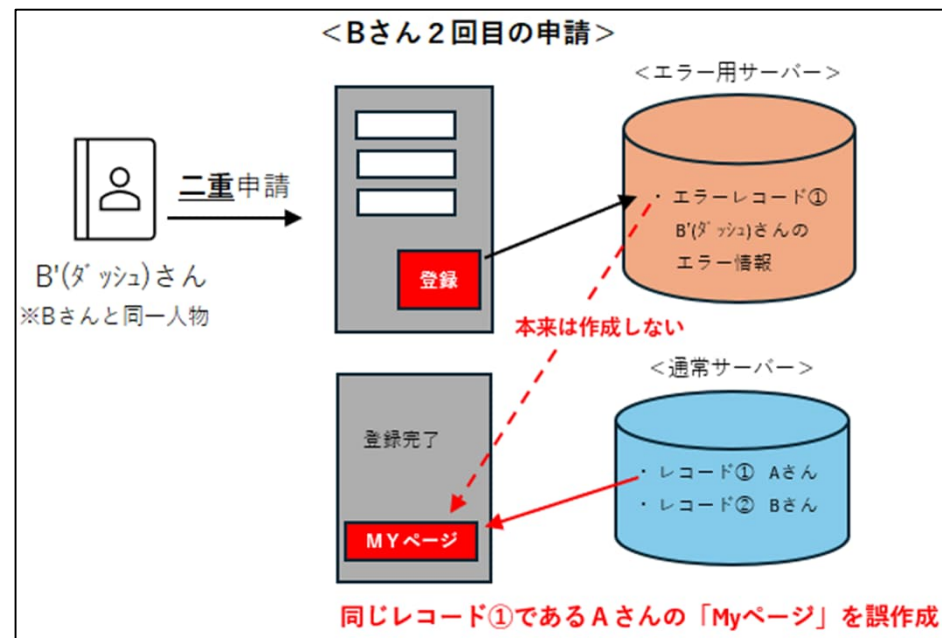 ＜Bさん２回目の申請＞
＜エラー用サーバー＞
二重申請
・ エラーレコード①
B'(ﾀﾞｯｼｭ)さんの
エラー情報
登録
B'(ﾀﾞｯｼｭ)さん
※Bさんと同一人物
本来は作成しない
＜通常サーバー＞
登録完了
・ レコード① Aさん
・ レコード② Bさん
ＭＹページ
同じレコード①であるＡさんの「Myページ」を誤作成